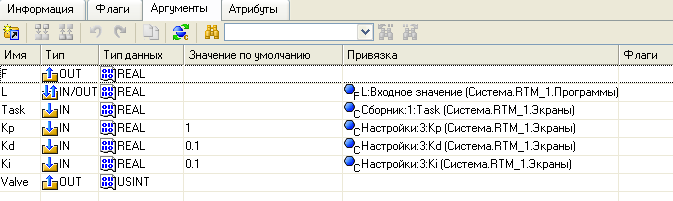 Информация Флаги Аргументы Атрибуты
Имя Тип Тип данных Значение по умолчанию Привязка Флаги
F OUT REAL
L IN/OUT REAL L:Входное значение (Система.RTM_1.Программы)
Task IN REAL Сборник:1:Task (Система.RTM_1.Экраны)
Kp IN REAL 1 Настройки:3:Kp (Система.RTM_1.Экраны)
Kd IN REAL 0.1 Настройки:3:Kd (Система.RTM_1.Экраны)
Ki IN REAL 0.1 Настройки:3:Ki (Система.RTM_1.Экраны)
Valve OUT USINT